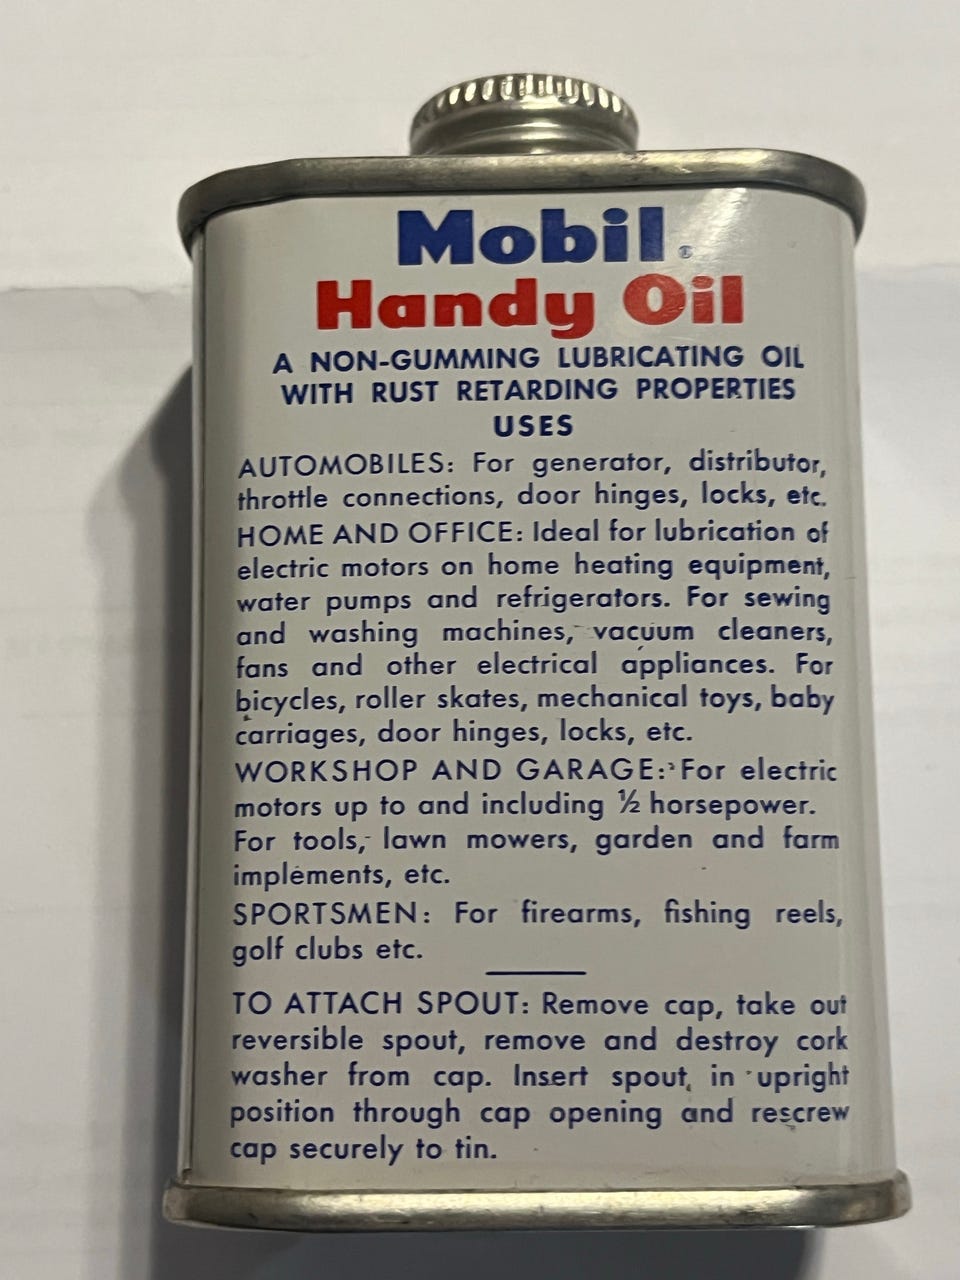 Mobil®
Handy Oil
A NON-GUMMING LUBRICATING OIL
WITH RUST RETARDING PROPERTIES
USES
AUTOMOBILES: For generator, distributor,
throttle connections, door hinges, locks, etc.
HOME AND OFFICE: Ideal for lubrication of
electric motors on home heating equipment,
water pumps and refrigerators. For sewing
and washing machines, vacuum cleaners,
fans and other electrical appliances. For
bicycles, roller skates, mechanical toys, baby
carriages, door hinges, locks, etc.
WORKSHOP AND GARAGE: For electric
motors up to and including ½ horsepower.
For tools, lawn mowers, garden and farm
implements, etc.
SPORTSMEN: For firearms, fishing reels,
golf clubs etc.
TO ATTACH SPOUT: Remove cap, take out
reversible spout, remove and destroy cork
washer from cap. Insert spout in upright
position through cap opening and rescrew
cap securely to tin.